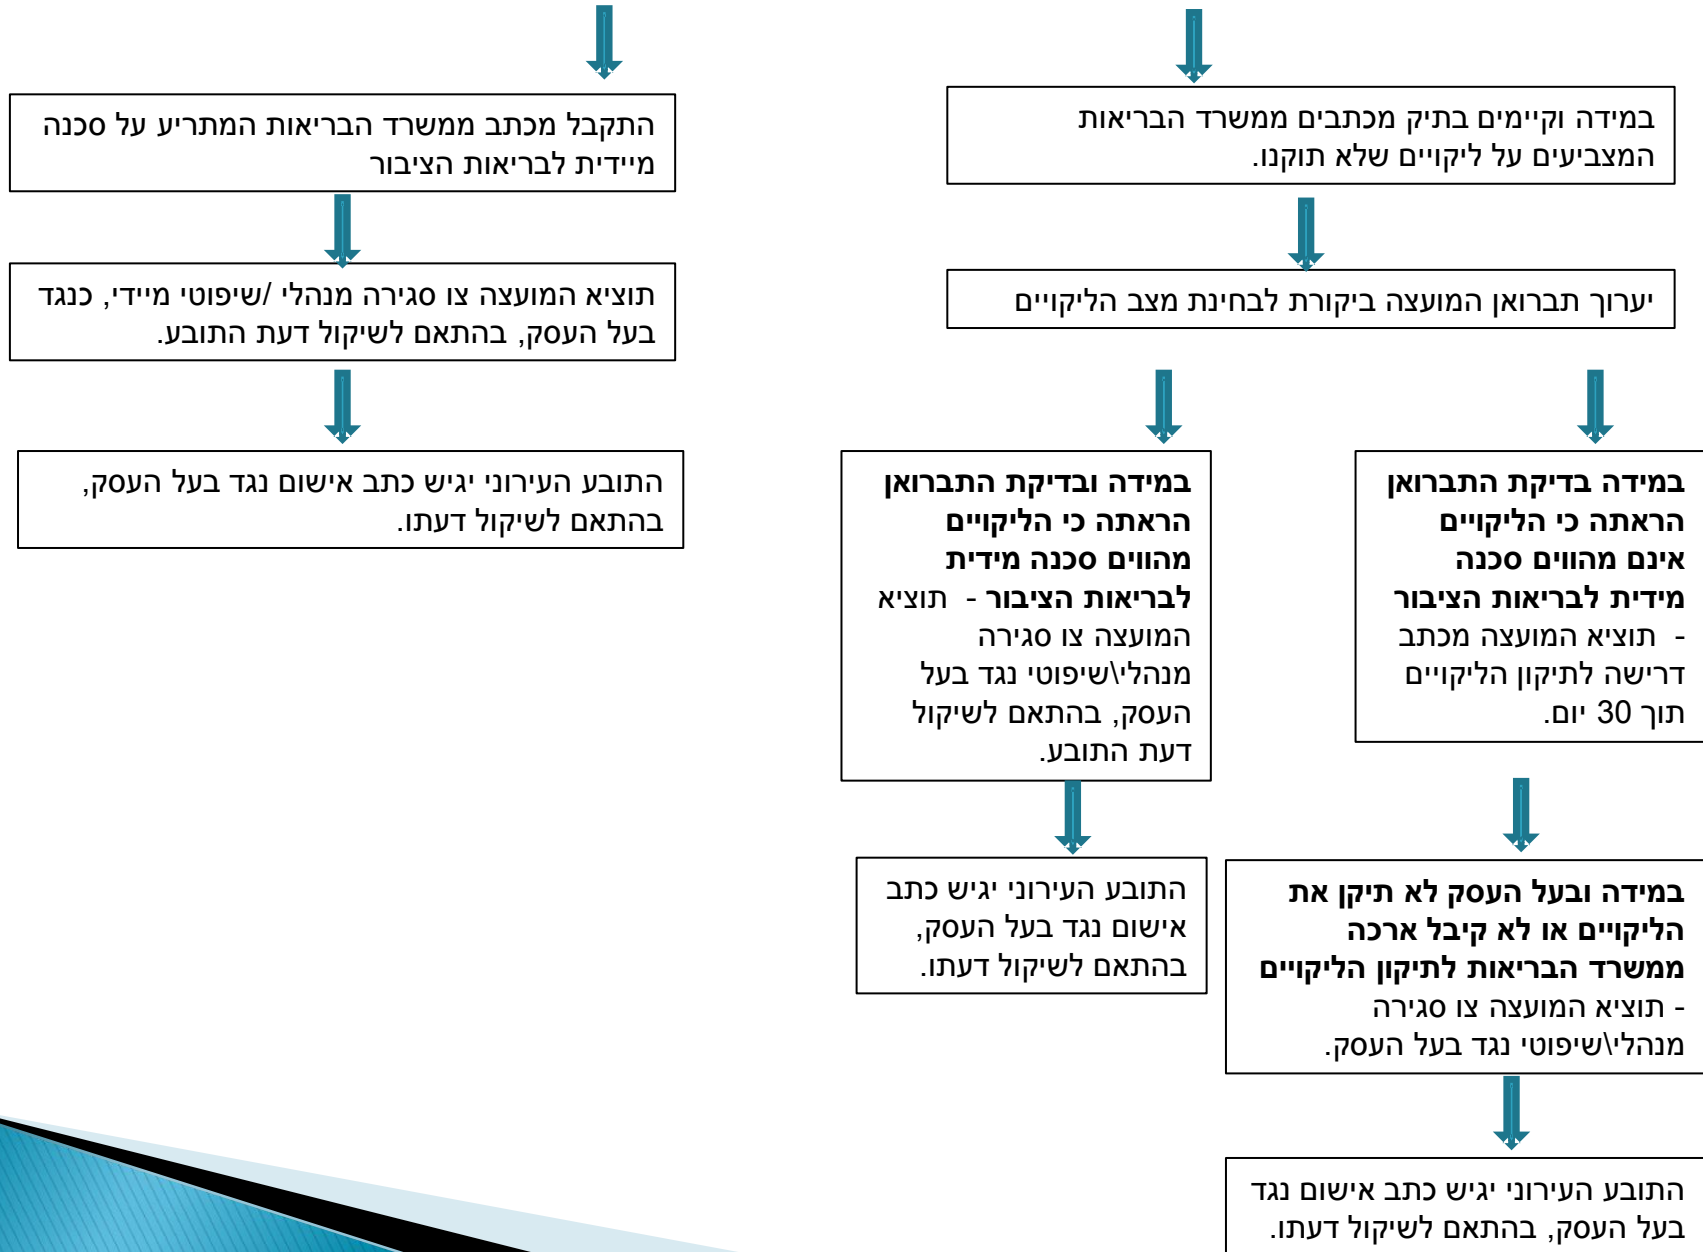 במידה וקיימים בתיק מכתבים ממשרד הבריאות
המצביעים על ליקויים שלא תוקנו.
יערוך תברואן המועצה ביקורת לבחינת מצב הליקויים
במידה בדיקת התברואן
הראתה כי הליקויים
אינם מהווים סכנה
מידית לבריאות הציבור
- תוציא המועצה מכתב
דרישה לתיקון הליקויים
תוך 30 יום.
במידה ובעל העסק לא תיקן את
הליקויים או לא קיבל ארכה
ממשרד הבריאות לתיקון הליקויים
- תוציא המועצה צו סגירה
מנהלי\שיפוטי נגד בעל העסק.
התובע העירוני יגיש כתב אישום נגד
בעל העסק, בהתאם לשיקול דעתו.
במידה ובדיקת התברואן
הראתה כי הליקויים
מהווים סכנה מידית
לבריאות הציבור - תוציא
המועצה צו סגירה
מנהלי\שיפוטי נגד בעל
העסק, בהתאם לשיקול
דעת התובע.
התובע העירוני יגיש כתב
אישום נגד בעל העסק,
בהתאם לשיקול דעתו.
התקבל מכתב ממשרד הבריאות המתריע על סכנה
מיידית לבריאות הציבור
תוציא המועצה צו סגירה מנהלי /שיפוטי מיידי, כנגד
בעל העסק, בהתאם לשיקול דעת התובע.
התובע העירוני יגיש כתב אישום נגד בעל העסק,
בהתאם לשיקול דעתו.